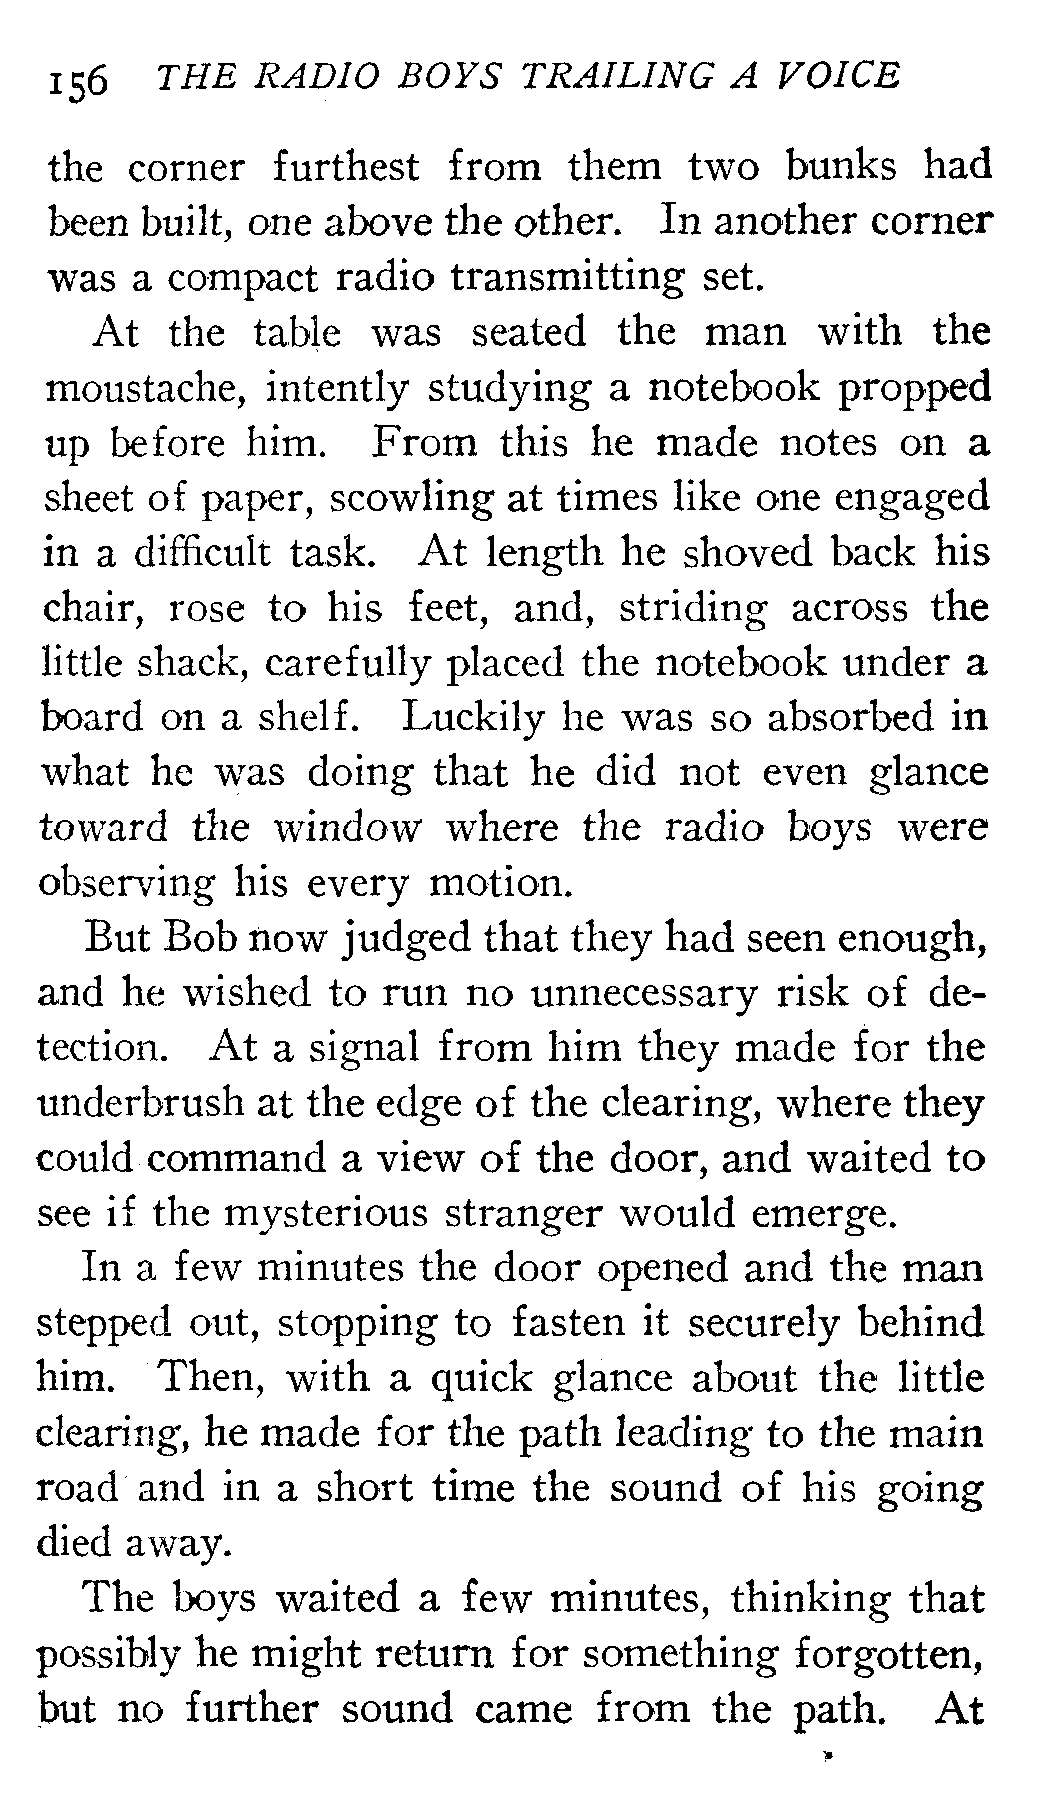 156 THE RADIO BOYS TRAILING A VOICE
the corner furthest from them two bunks had
been built, one above the other. In another corner
was a compact radio transmitting set.
At the table was seated the man with the
moustache, intently studying a notebook propped
up before him. From this he made notes on a
sheet of paper, scowling at times like one engaged
in a difficult task. At length he shoved back his
chair, rose to his feet, and, striding across the
little shack, carefully placed the notebook under a
board on a shelf. Luckily he was so absorbed in
what he was doing that he did not even glance
toward the window where the radio boys were
observing his every motion.
But Bob now judged that they had seen enough,
and he wished to run no unnecessary risk of de-
tection. At a signal from him they made for the
underbrush at the edge of the clearing, where they
could command a view of the door, and waited to
see if the mysterious stranger would emerge.
In a few minutes the door opened and the man
stepped out, stopping to fasten it securely behind
him. Then, with a quick glance about the little
clearing, he made for the path leading to the main
road and in a short time the sound of his going
died away.
The boys waited a few minutes, thinking that
possibly he might return for something forgotten,
but no further sound came from the path. At